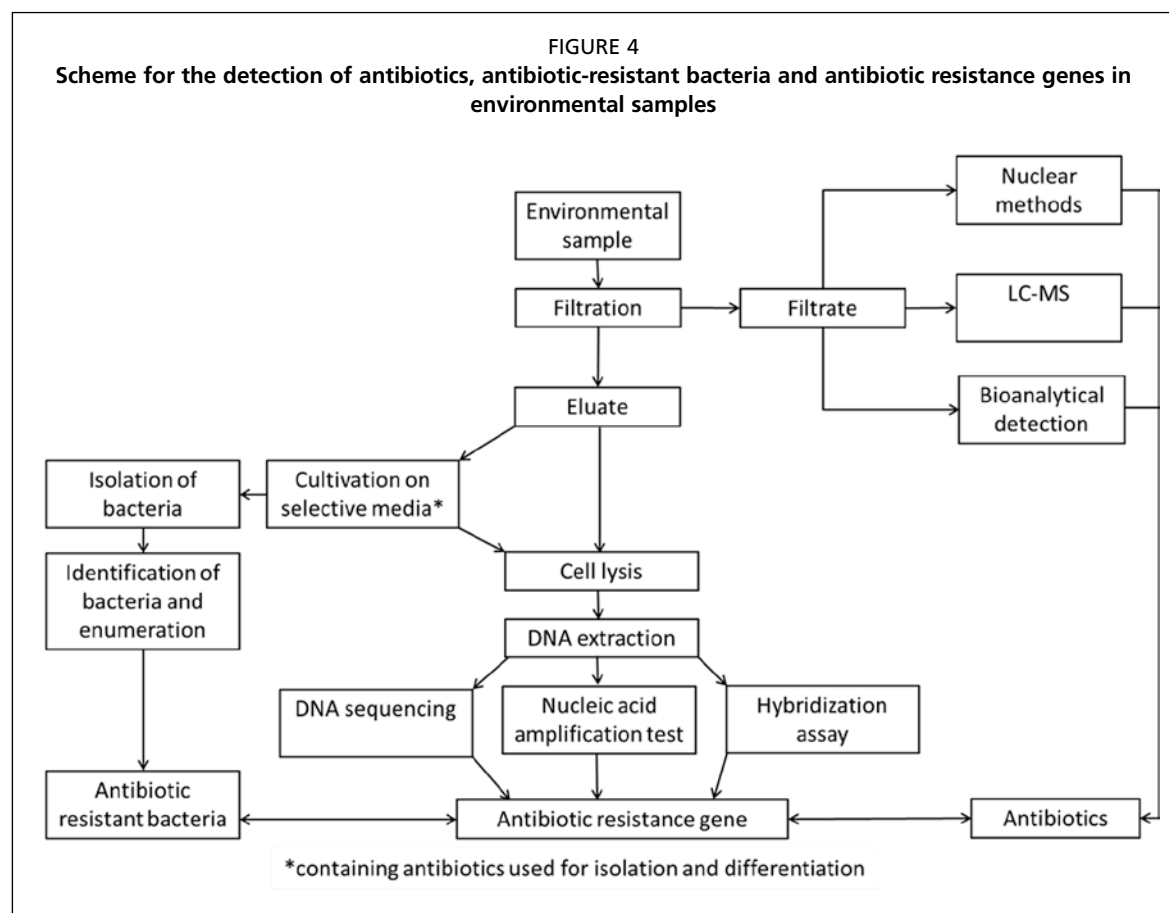 FIGURE 4
Scheme for the detection of antibiotics, antibiotic-resistant bacteria and antibiotic resistance genes in
environmental samples
Environmental
sample
Filtration
Filtrate
Nuclear
methods
LC-MS
Bioanalytical
detection
Eluate
Cultivation on
selective media*
Isolation of
bacteria
Identification of
bacteria and
enumeration
Cell lysis
DNA extraction
DNA sequencing
Nucleic acid
amplification test
Hybridization
assay
Antibiotic
resistant bacteria
Antibiotic resistance gene
Antibiotics
*containing antibiotics used for isolation and differentiation